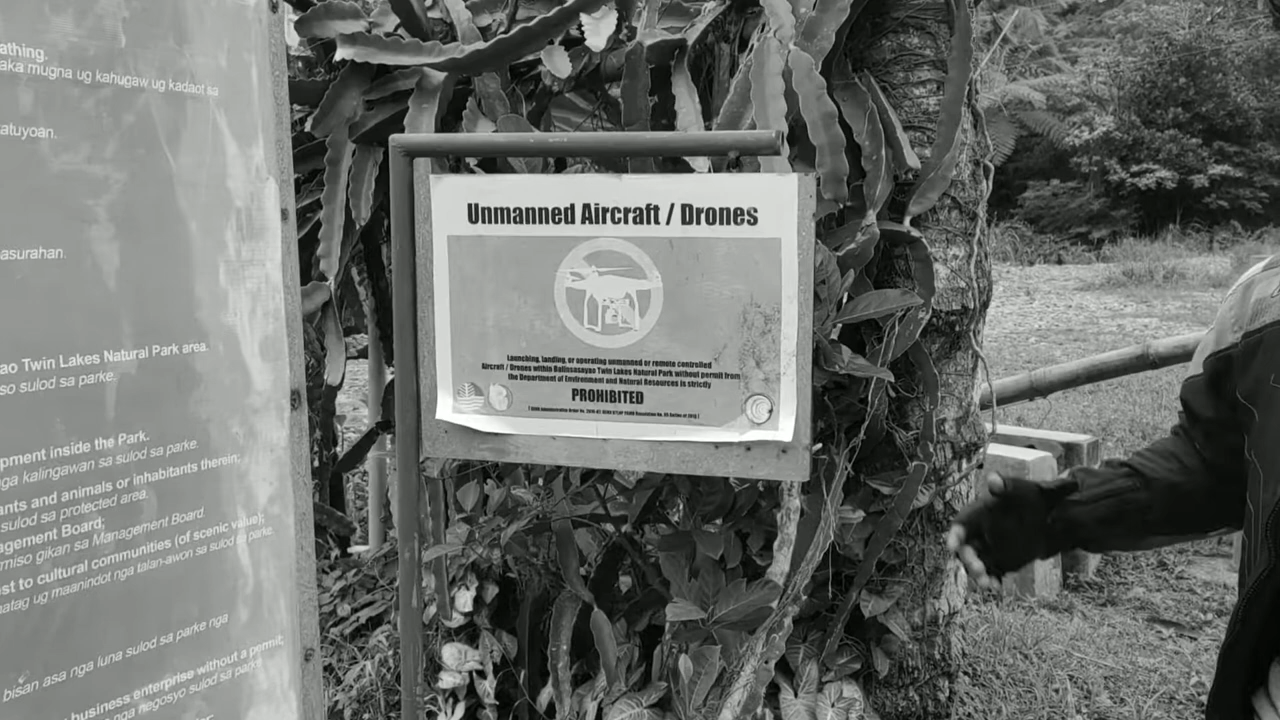 athing.
aka mugna ug kahugaw ug kadaot sa
atuyoan.
asurahan.
ao Twin Lakes Natural Park area.
so sulod sa parke.
pment inside the Park.
nga kalingawan sa sulod sa parke.
ants and animals or inhabitants therein;
sulod sa protected area.
agement Board;
rmiso gikan sa Management Board.
est to cultural communities (of scenic value);
natag ug maanindot nga talan-awon sa sulod sa parke.
bisan asa nga luna sulod sa parke nga
business enterprise without a permit;
nga negosyo sulod sa parke.
Unmanned Aircraft / Drones
Launching, landing, or operating unmanned or remote controlled
Aircraft / Drones within Balinsasayao Twin Lakes Natural Park without permit from
the Department of Environment and Natural Resources is strictly
PROHIBITED